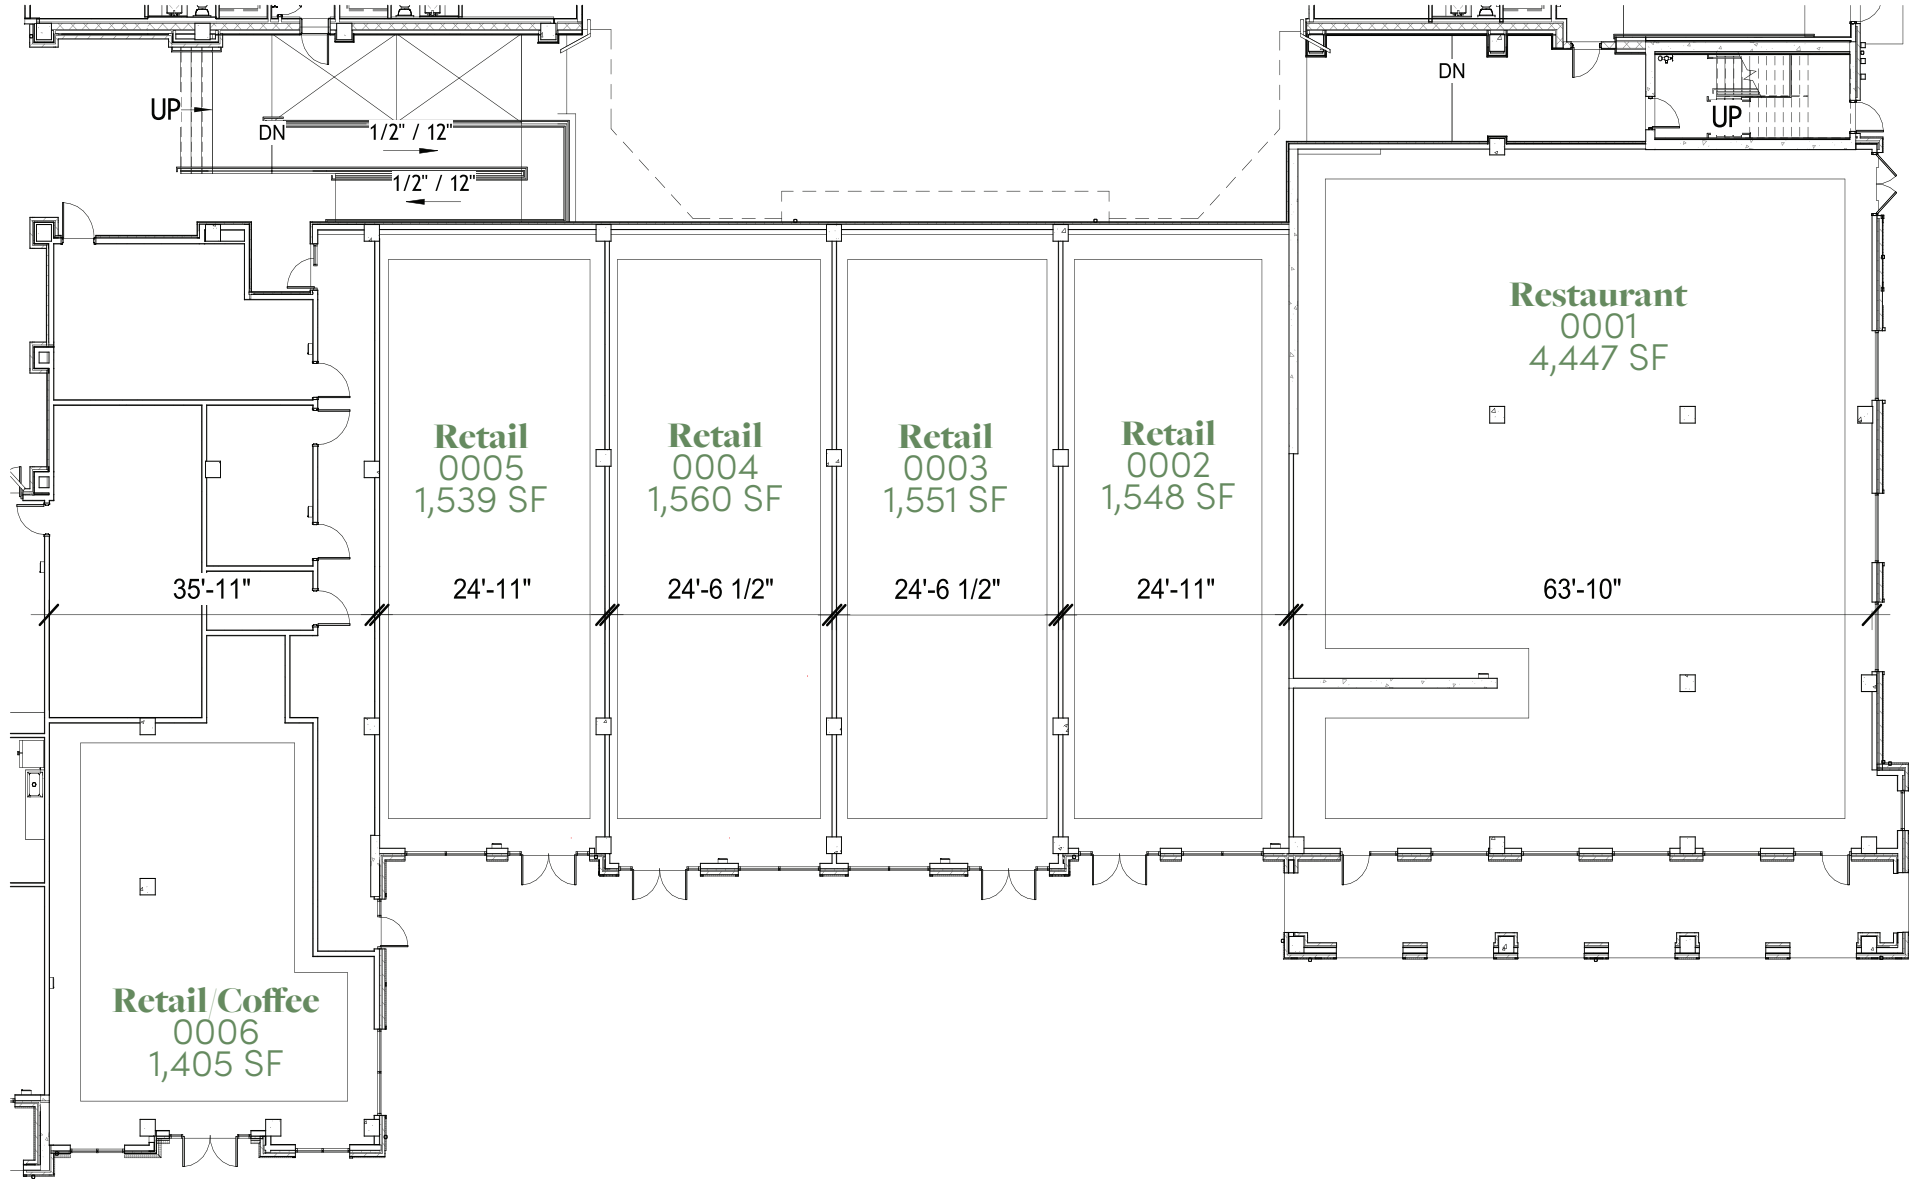 DN
UP
DN
1/2" / 12"
UP
1/2" / 12"
Restaurant
0001
4,447 SF
Retail
0005
1,539 SF
Retail
0004
1,560 SF
Retail
0003
1,551 SF
Retail
0002
1,548 SF
35'-11"
24'-11"
24'-6 1/2"
24'-6 1/2"
24'-11"
63'-10"
Retail/Coffee
0006
1,405 SF